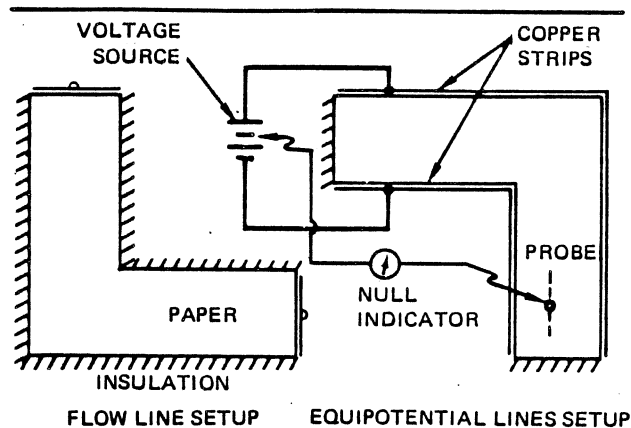 VOLTAGE
SOURCE
COPPER
STRIPS
PROBE
PAPER
NULL
INDICATOR
INSULATION
FLOW LINE SETUP
EQUIPOTENTIAL LINES SETUP